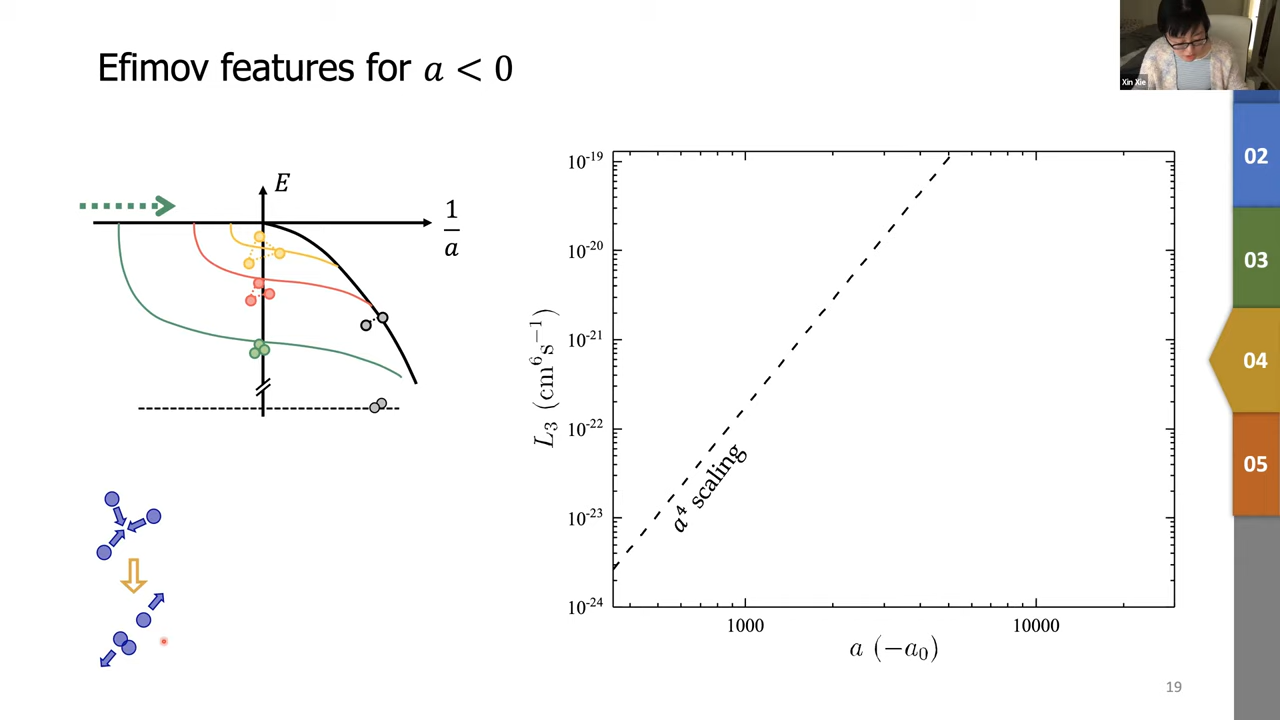 Efimov features for a < 0
Xin Xie
02
03
04
05
E
1
a
10⁻¹⁹
10⁻²⁰
10⁻²¹
10⁻²²
10⁻²³
10⁻²⁴
L₃ (cm⁶s⁻¹)
a⁴ scaling
1000
10000
a (−a₀)
19